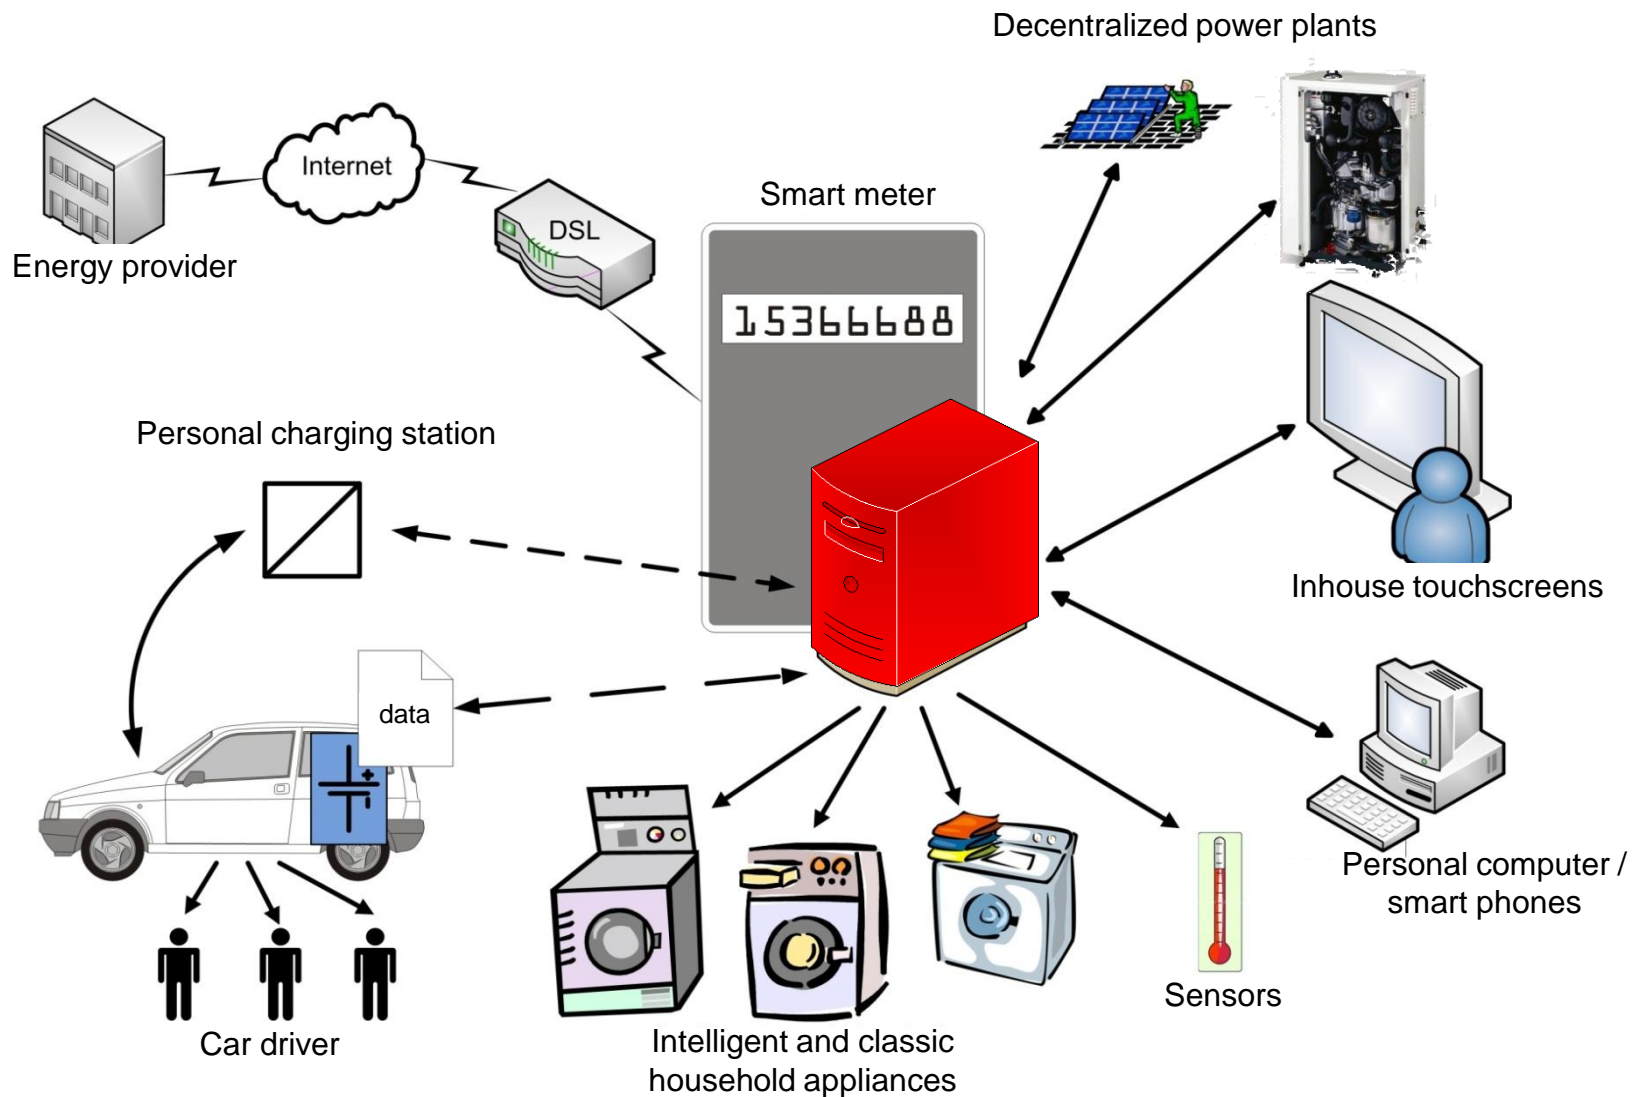 Decentralized power plants
Internet
Smart meter
DSL
Energy provider
15366688
Personal charging station
Inhouse touchscreens
data
Personal computer /
smart phones
Sensors
Car driver
Intelligent and classic
household appliances